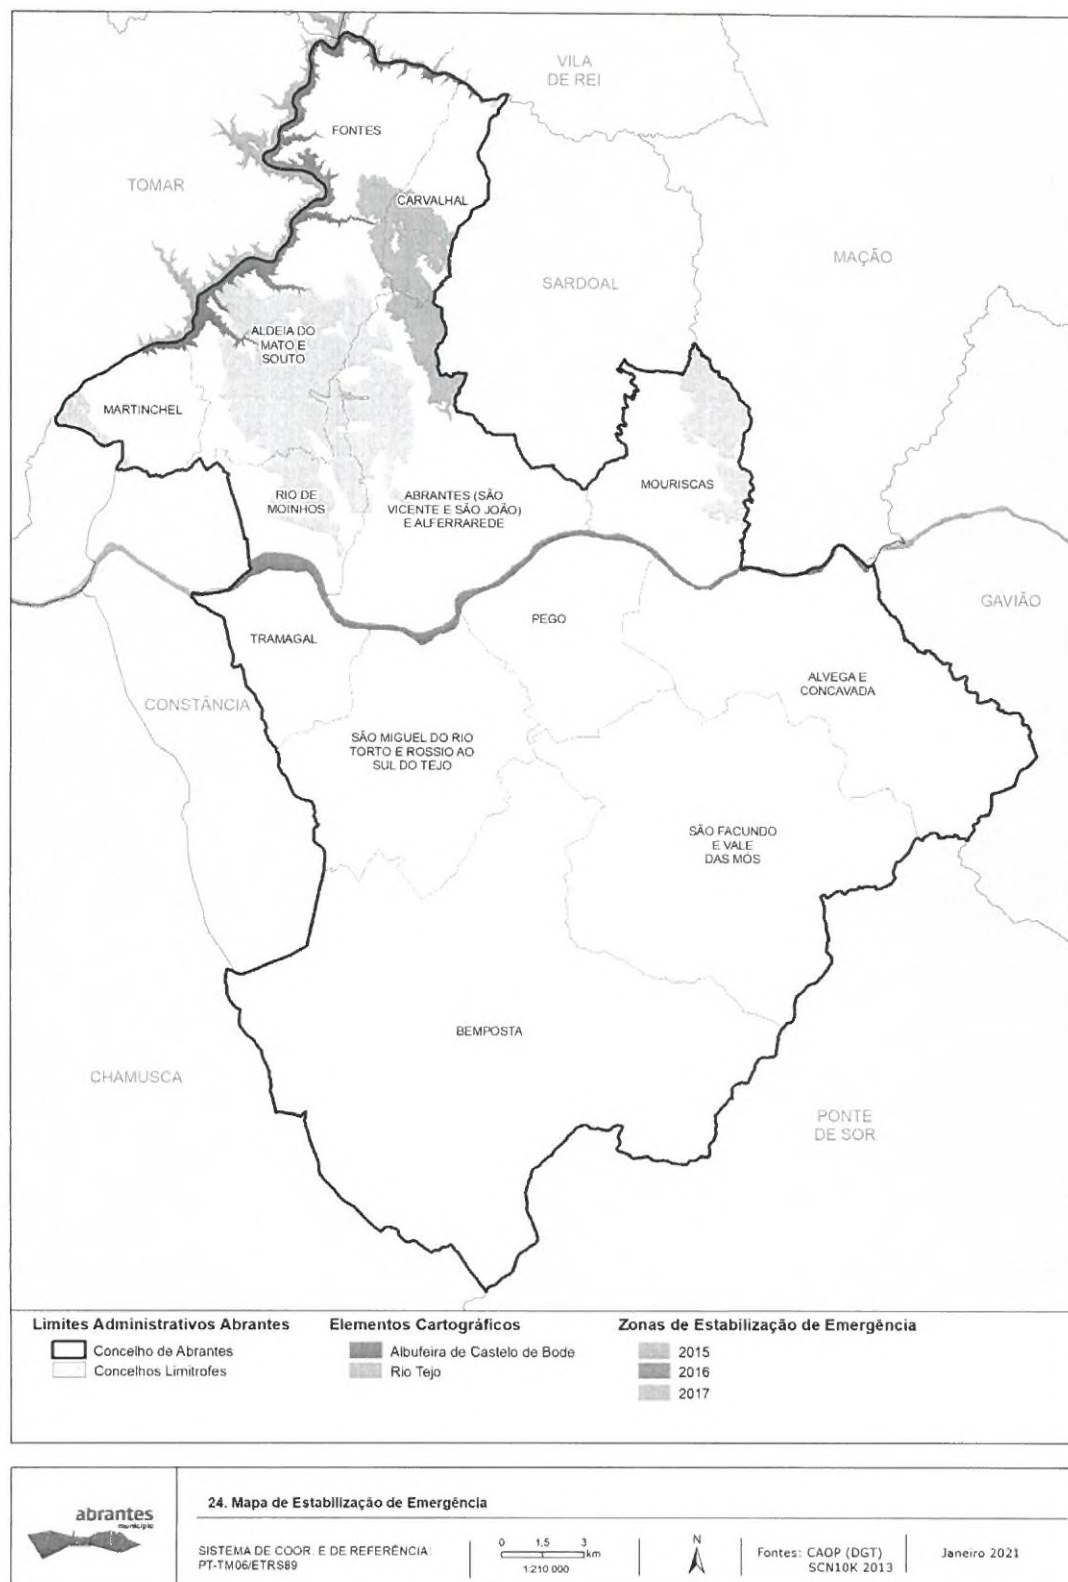 VILA
DE REI
FONTES
TOMAR
CARVALHAL
MAÇÃO
SARDOAL
ALDEIA DO
MATO E
SOUTO
MARTINCHEL
MOURISCAS
RIO DE
MOINHOS
ABRANTES (SÃO
VICENTE E SÃO JOÃO)
E ALFERRAREDE
GAVIÃO
PEGO
TRAMAGAL
ALVEGA E
CONCAVADA
CONSTÂNCIA
SÃO MIGUEL DO RIO
TORTO E ROSSIO AO
SUL DO TEJO
SÃO FACUNDO
E VALE
DAS MÓS
BEMPOSTA
CHAMUSCA
PONTE
DE SOR
Limites Administrativos Abrantes
Concelho de Abrantes
Concelhos Limitrofes
Elementos Cartográficos
Albufeira de Castelo de Bode
Rio Tejo
Zonas de Estabilização de Emergência
2015
2016
2017
abrantes
município
24. Mapa de Estabilização de Emergência
SISTEMA DE COOR. E DE REFERÊNCIA:
PT-TM06/ETRS89
0 1,5 3
km
1:210 000
N
Fontes: CAOP (DGT)
SCN10K 2013
Janeiro 2021